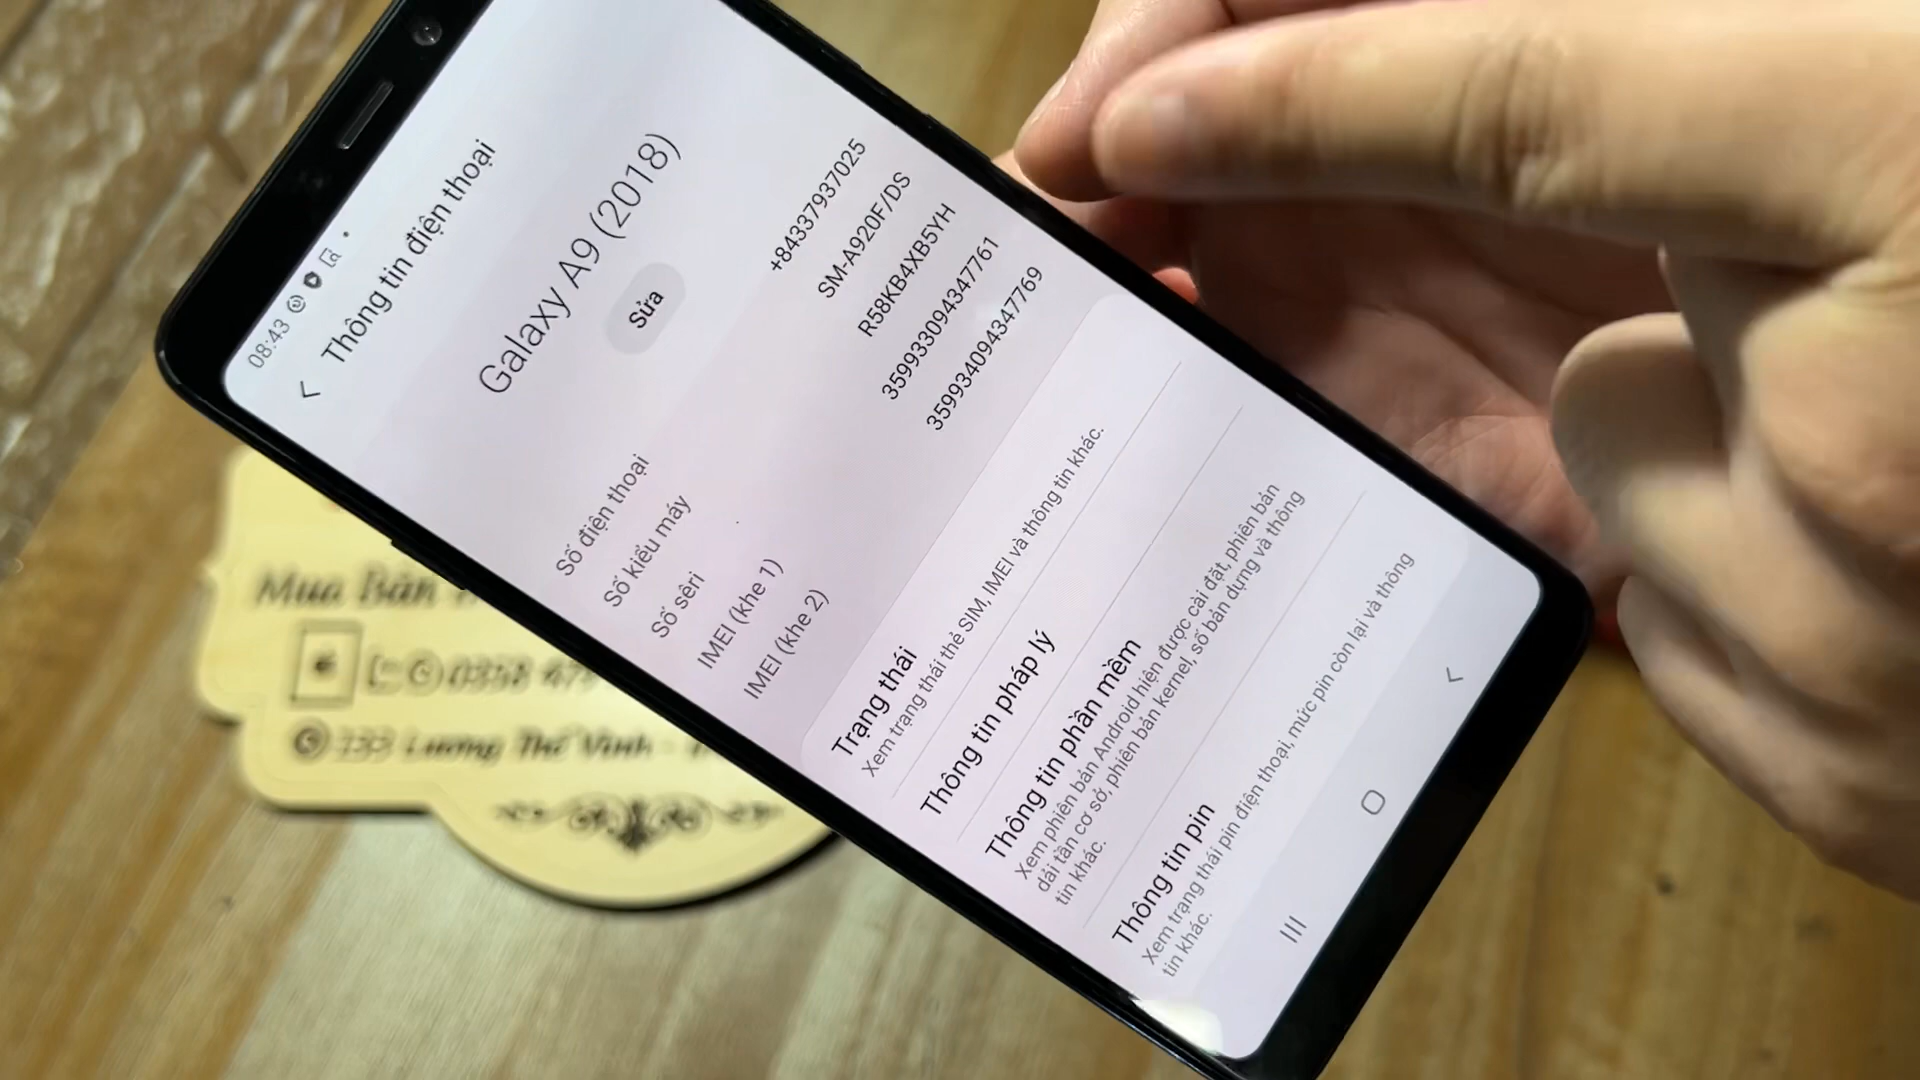 08:43
Thông tin điện thoại
Galaxy A9 (2018)
Sửa
Số điện thoại +84337937025
Số kiểu máy SM-A920F/DS
Số sêri R58KB4XB5YH
IMEI (khe 1) 359933094347761
IMEI (khe 2) 359934094347769
Trạng thái
Xem trạng thái thẻ SIM, IMEI và thông tin khác.
Thông tin pháp lý
Thông tin phần mềm
Xem phiên bản Android hiện được cài đặt, phiên bản
dải tần cơ sở, phiên bản kernel, số bản dựng và thông
tin khác.
Thông tin pin
Xem trạng thái pin điện thoại, mức pin còn lại và thông
tin khác.
Mua Bán
0358
Lương Thế Vinh -